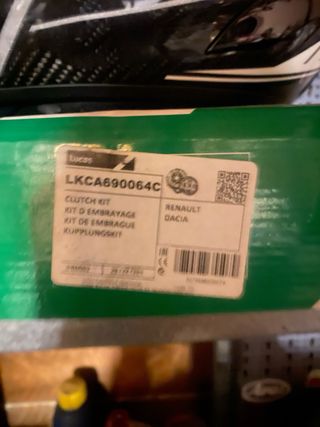 Lucas
LKCA690064C
CLUTCH KIT
KIT D EMBRAYAGE
KIT DE EMBRAGUE
KUPPLUNGSKIT
RENAULT
DACIA